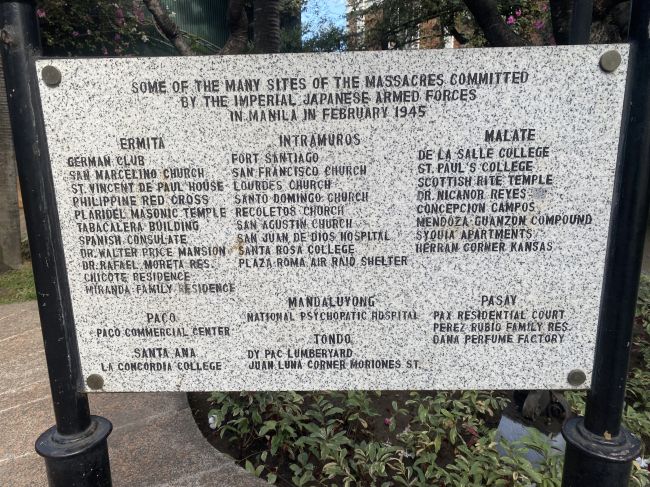 SOME OF THE MANY SITES OF THE MASSACRES COMMITTED
BY THE IMPERIAL JAPANESE ARMED FORCES
IN MANILA IN FEBRUARY 1945
ERMITA
GERMAN CLUB
SAN MARCELINO CHURCH
ST. VINCENT DE PAUL HOUSE
PHILIPPINE RED CROSS
PLARIDEL MASONIC TEMPLE
TABACALERA BUILDING
SPANISH CONSULATE
DR. WALTER PRICE MANSION
DR. RAFAEL MORETA RES.
CHICOTE RESIDENCE
MIRANDA FAMILY RESIDENCE
INTRAMUROS
FORT SANTIAGO
SAN FRANCISCO CHURCH
LOURDES CHURCH
SANTO DOMINGO CHURCH
RECOLETOS CHURCH
SAN AGUSTIN CHURCH
SAN JUAN DE DIOS HOSPITAL
SANTA ROSA COLLEGE
PLAZA ROMA AIR RAID SHELTER
MALATE
DE LA SALLE COLLEGE
ST. PAUL'S COLLEGE
SCOTTISH RITE TEMPLE
DR. NICANOR REYES
CONCEPCION CAMPOS
MENDOZA-GUANZON COMPOUND
SYQUIA APARTMENTS
HERRAN CORNER KANSAS
PACO
PACO COMMERCIAL CENTER
SANTA ANA
LA CONCORDIA COLLEGE
MANDALUYONG
NATIONAL PSYCHOPATIC HOSPITAL
TONDO
DY PAC LUMBERYARD
JUAN LUNA CORNER MORIONES ST.
PASAY
PAX RESIDENTIAL COURT
PEREZ RUBIO FAMILY RES.
DANA PERFUME FACTORY